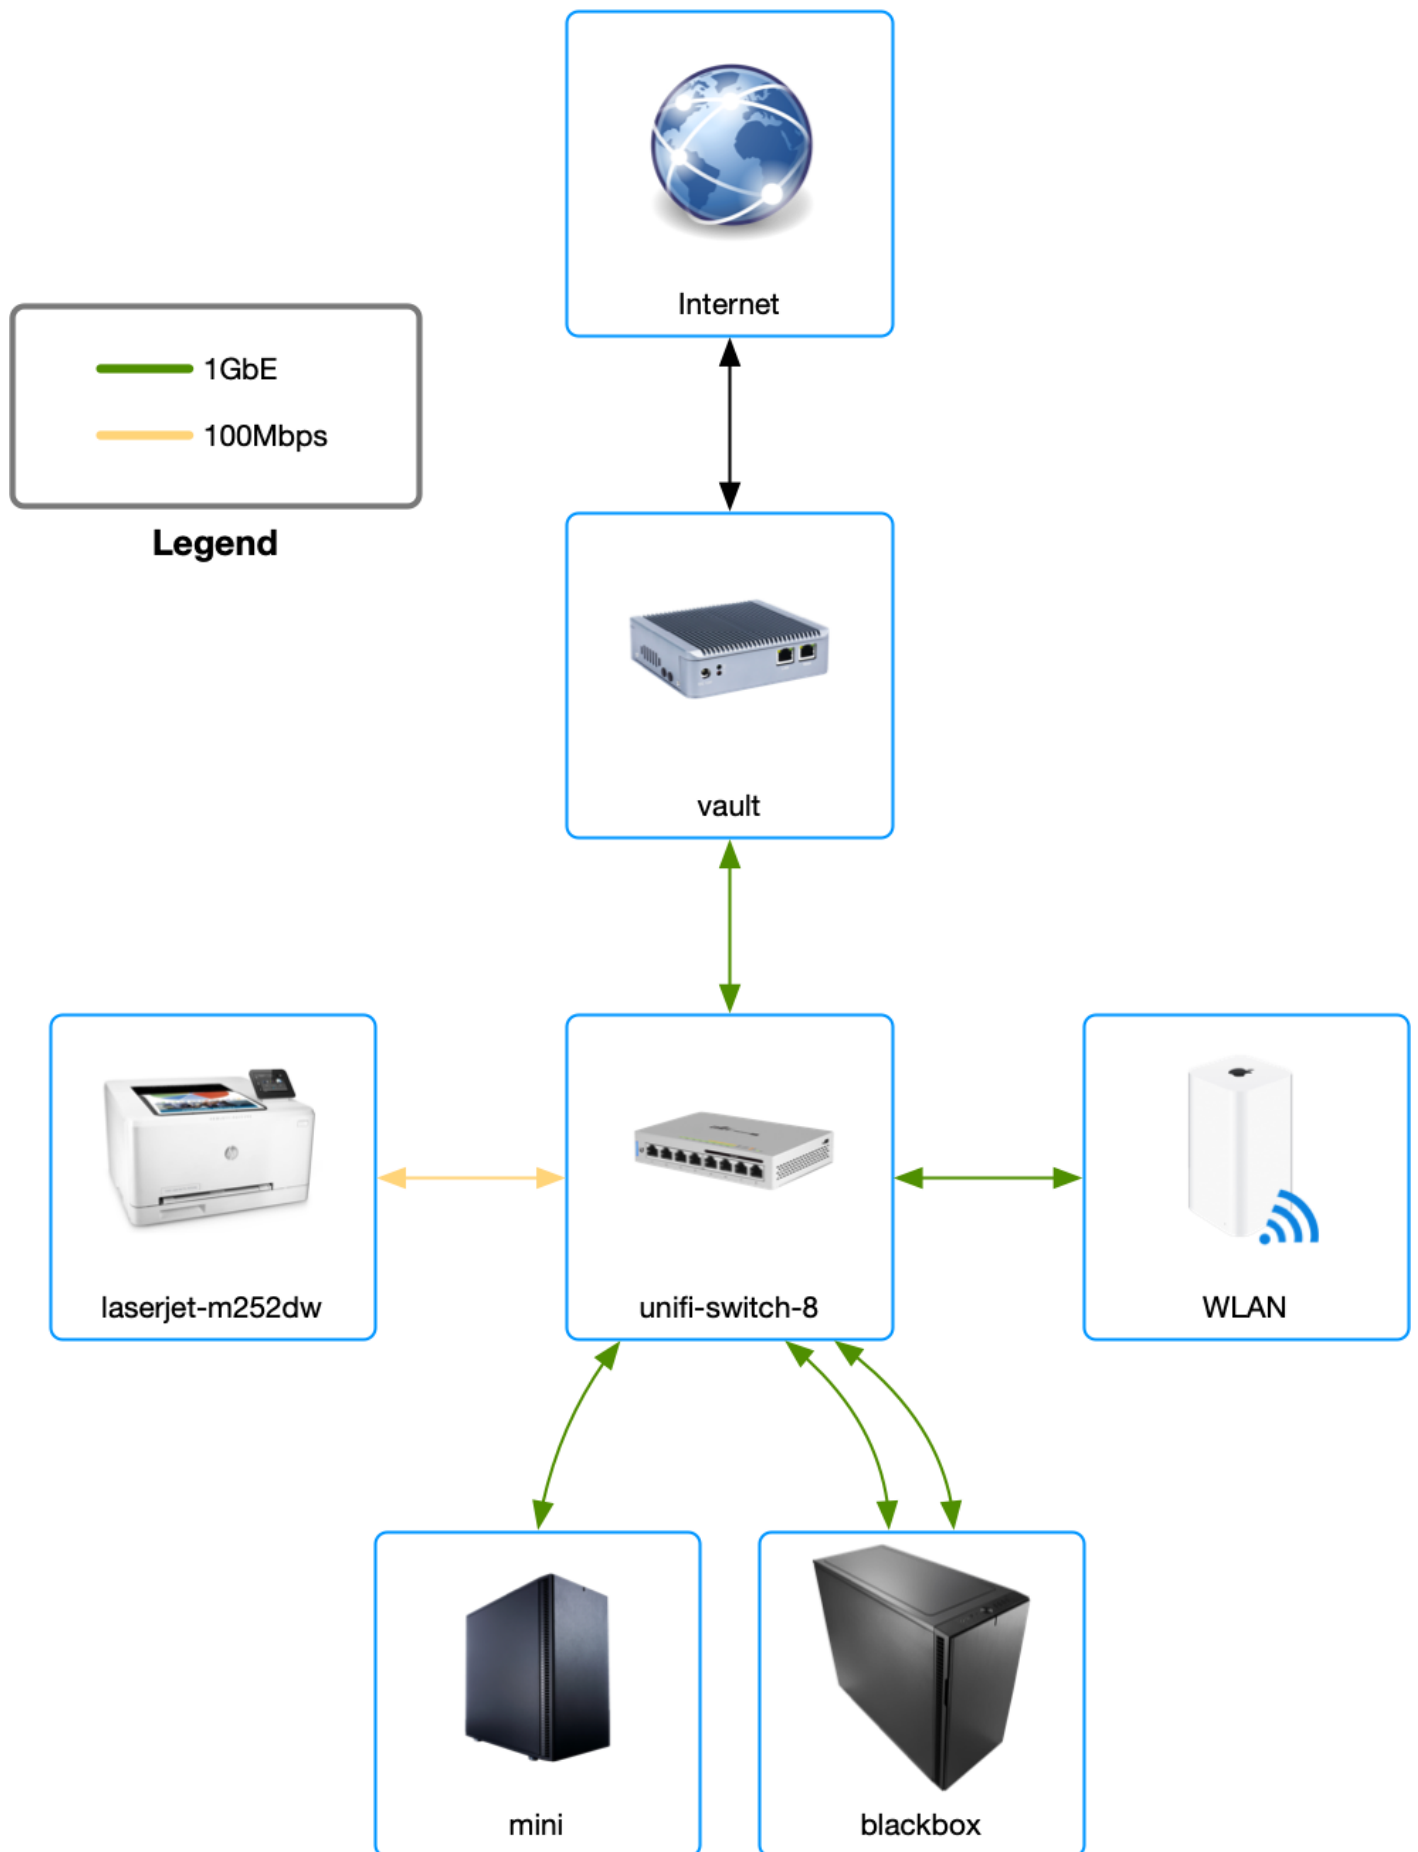 Internet
1GbE
100Mbps
Legend
vault
laserjet-m252dw
unifi-switch-8
WLAN
mini
blackbox